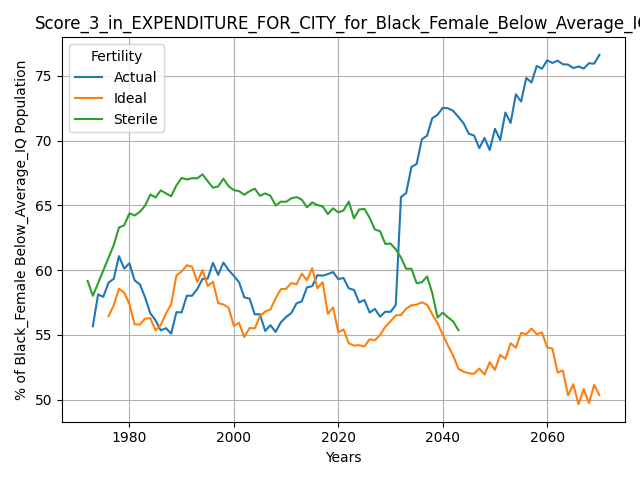 Score_3_in_EXPENDITURE_FOR_CITY_for_Black_Female_Below_Average_IQ
Fertility
Actual
Ideal
Sterile
% of Black_Female Below_Average_IQ Population
75
70
65
60
55
50
1980
2000
2020
2040
2060
Years